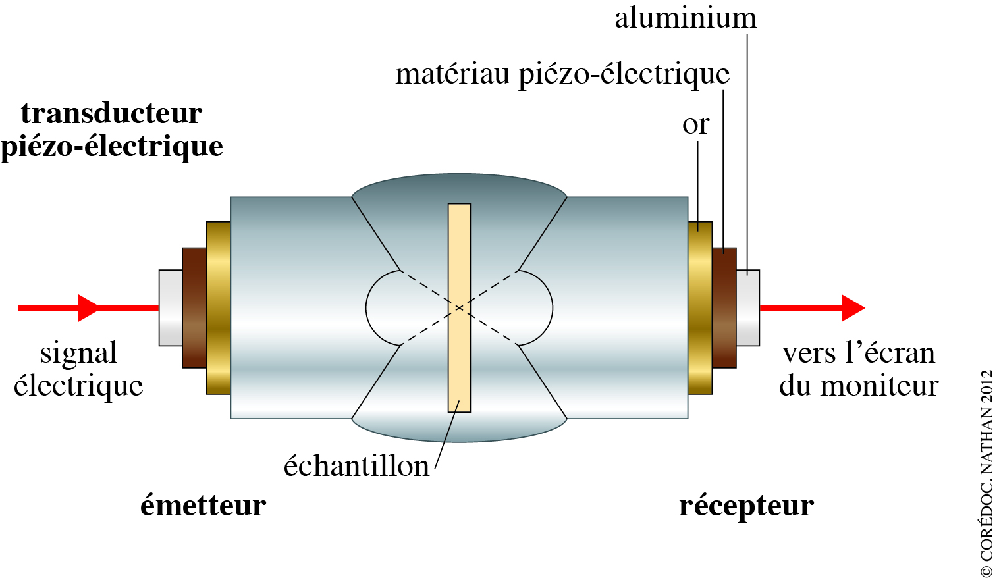 aluminium
matériau piézo-électrique
or
transducteur
piézo-électrique
signal
électrique
vers l’écran
du moniteur
échantillon
émetteur
récepteur
© CORÉDOC. NATHAN 2012